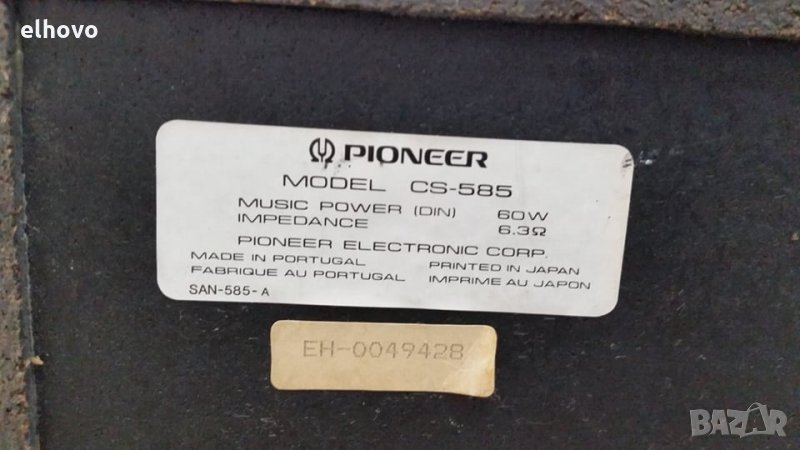 elhovo
PIONEER
MODEL CS-585
MUSIC POWER (DIN) 60W
IMPEDANCE 6.3Ω
PIONEER ELECTRONIC CORP.
MADE IN PORTUGAL PRINTED IN JAPAN
FABRIQUE AU PORTUGAL IMPRIME AU JAPON
SAN-585-A
EH-0049428
BAZAR